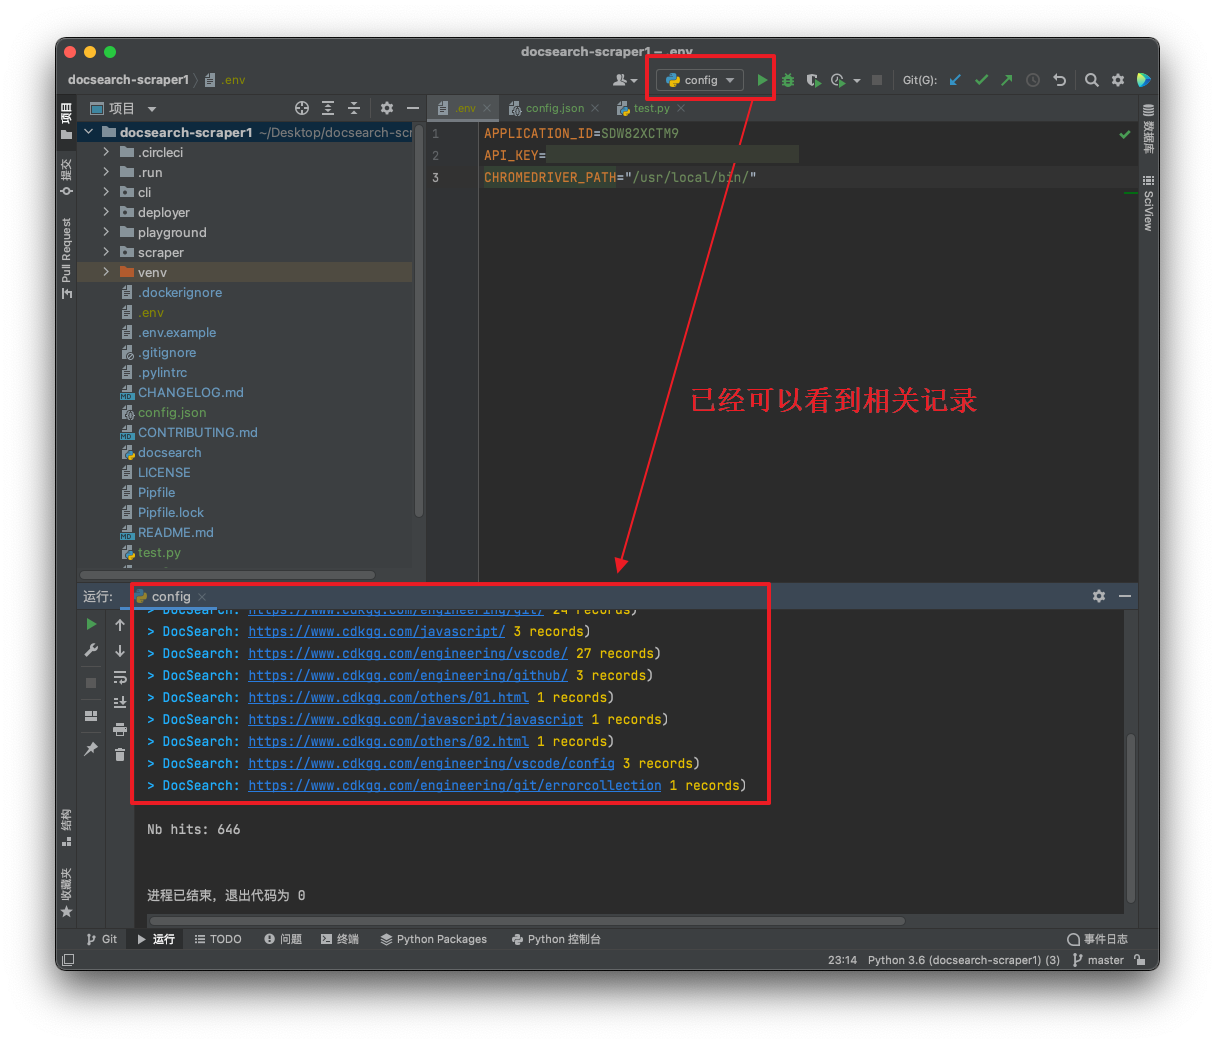 docsearch-scraper1 – .env
docsearch-scraper1
.env
config
Git(G):
项目
.env
config.json
test.py
项目
提交
Pull Request
结构
收藏夹
数据库
SciView
docsearch-scraper1 ~/Desktop/docsearch-scr
.circleci
.run
cli
deployer
playground
scraper
venv
.dockerignore
.env
.env.example
.gitignore
.pylintrc
CHANGELOG.md
config.json
CONTRIBUTING.md
docsearch
LICENSE
Pipfile
Pipfile.lock
README.md
test.py
1 APPLICATION_ID=SDW82XCTM9
2 API_KEY=
3 CHROMEDRIVER_PATH="/usr/local/bin/"
已经可以看到相关记录
运行:
config
> DocSearch: https://www.cdkgg.com/engineering/git/ 24 records)
> DocSearch: https://www.cdkgg.com/javascript/ 3 records)
> DocSearch: https://www.cdkgg.com/engineering/vscode/ 27 records)
> DocSearch: https://www.cdkgg.com/engineering/github/ 3 records)
> DocSearch: https://www.cdkgg.com/others/01.html 1 records)
> DocSearch: https://www.cdkgg.com/javascript/javascript 1 records)
> DocSearch: https://www.cdkgg.com/others/02.html 1 records)
> DocSearch: https://www.cdkgg.com/engineering/vscode/config 3 records)
> DocSearch: https://www.cdkgg.com/engineering/git/errorcollection 1 records)
Nb hits: 646
进程已结束,退出代码为 0
Git
运行
TODO
问题
终端
Python Packages
Python 控制台
事件日志
23:14
Python 3.6 (docsearch-scraper1) (3)
master